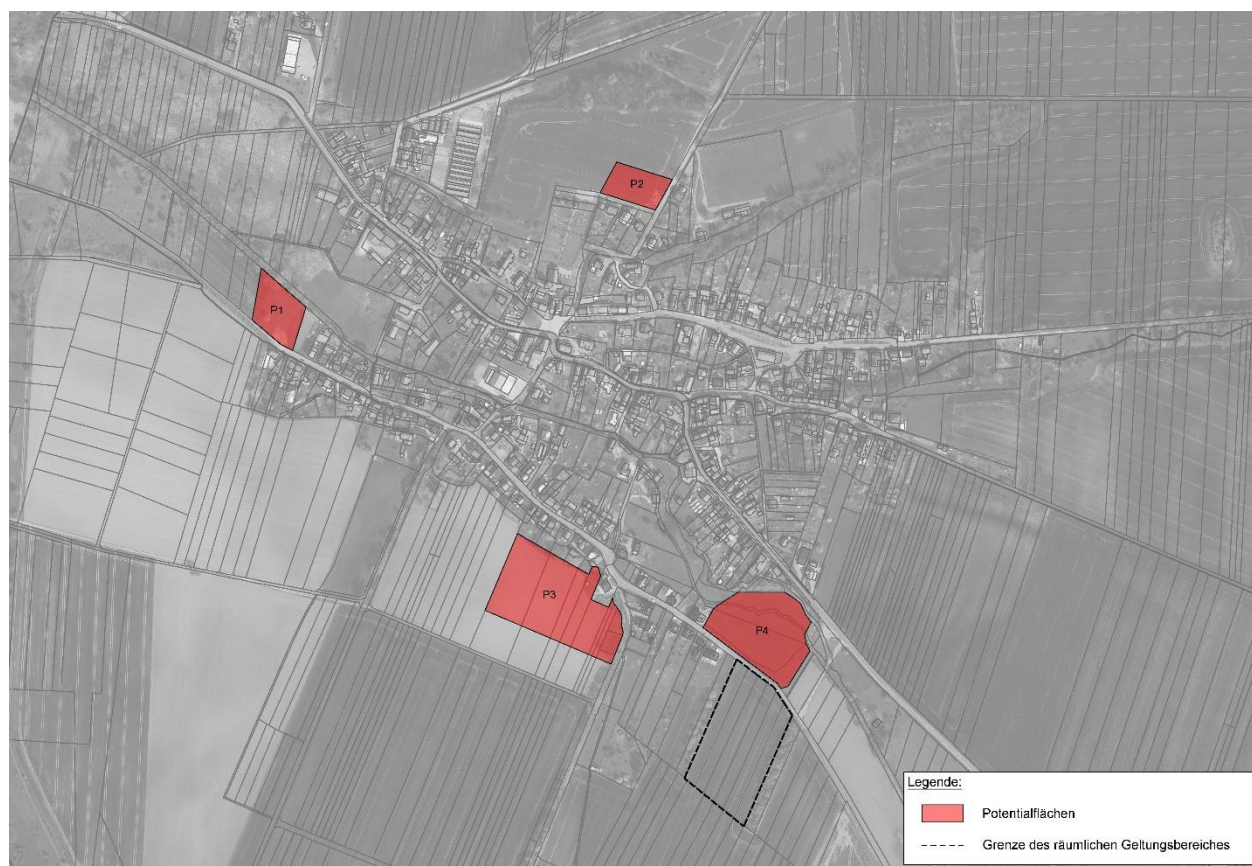 P2
P1
P3
P4
Legende:
Potentialflächen
Grenze des räumlichen Geltungsbereiches